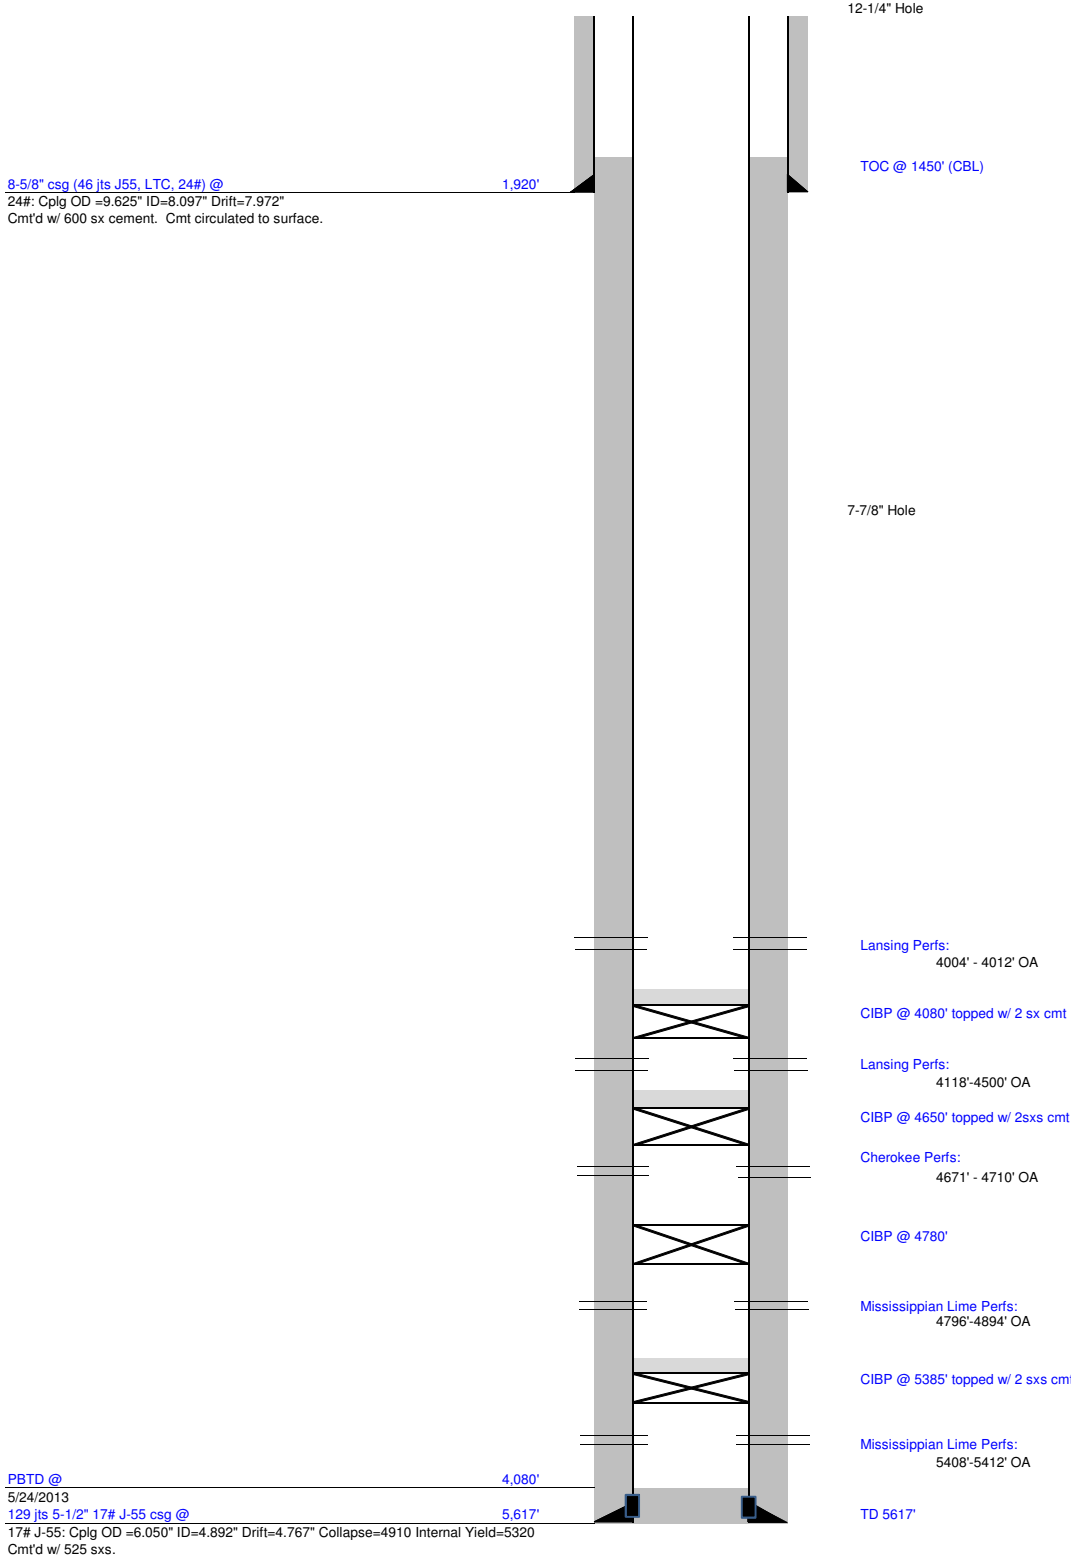 12-1/4" Hole
TOC @ 1450' (CBL)
8-5/8" csg (46 jts J55, LTC, 24#) @ 1,920'
24#: Cplg OD =9.625" ID=8.097" Drift=7.972"
Cmt'd w/ 600 sx cement. Cmt circulated to surface.
7-7/8" Hole
Lansing Perfs:
4004' - 4012' OA
CIBP @ 4080' topped w/ 2 sx cmt
Lansing Perfs:
4118'-4500' OA
CIBP @ 4650' topped w/ 2sxs cmt
Cherokee Perfs:
4671' - 4710' OA
CIBP @ 4780'
Mississippian Lime Perfs:
4796'-4894' OA
CIBP @ 5385' topped w/ 2 sxs cmt
Mississippian Lime Perfs:
5408'-5412' OA
PBTD @ 4,080'
5/24/2013
129 jts 5-1/2" 17# J-55 csg @ 5,617'
TD 5617'
17# J-55: Cplg OD =6.050" ID=4.892" Drift=4.767" Collapse=4910 Internal Yield=5320
Cmt'd w/ 525 sxs.